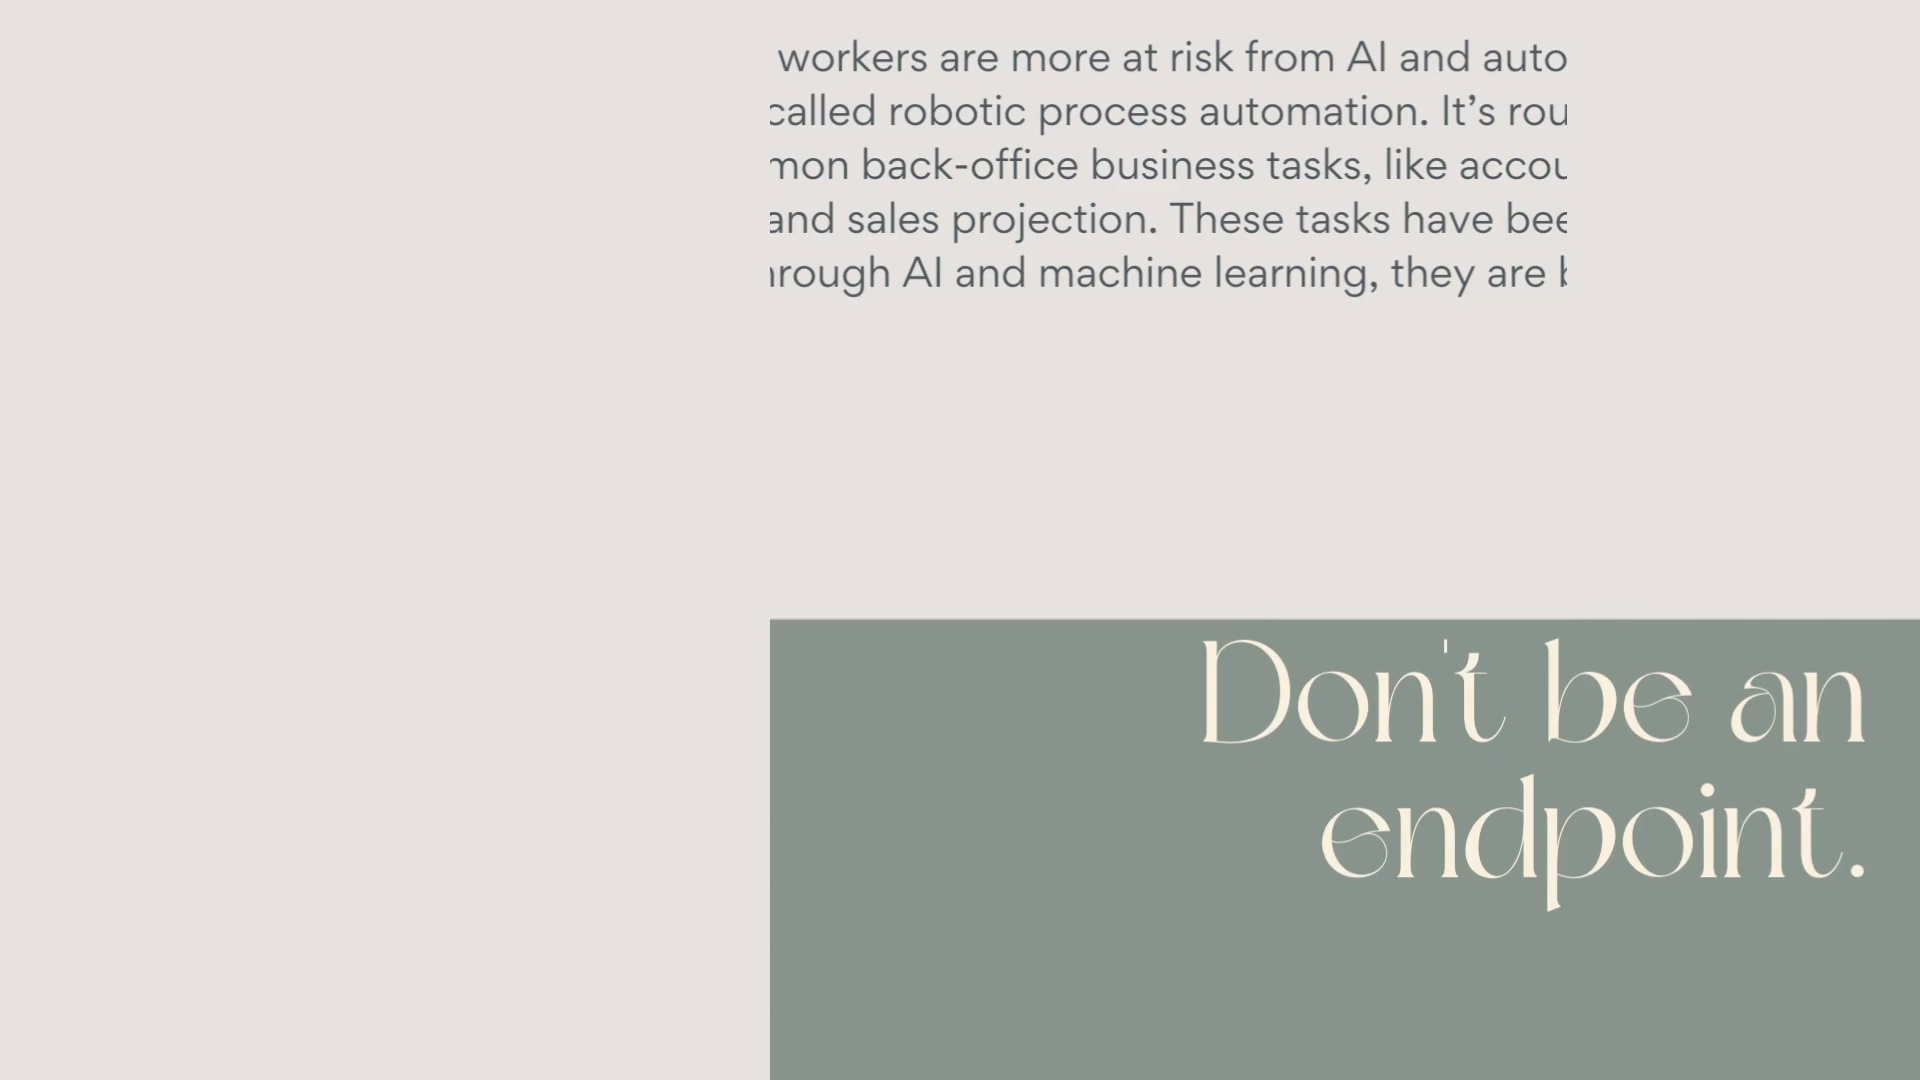 workers are more at risk from AI and auto
called robotic process automation. It’s rou
mon back-office business tasks, like accou
and sales projection. These tasks have bee
hrough AI and machine learning, they are b
Don't be an
endpoint.